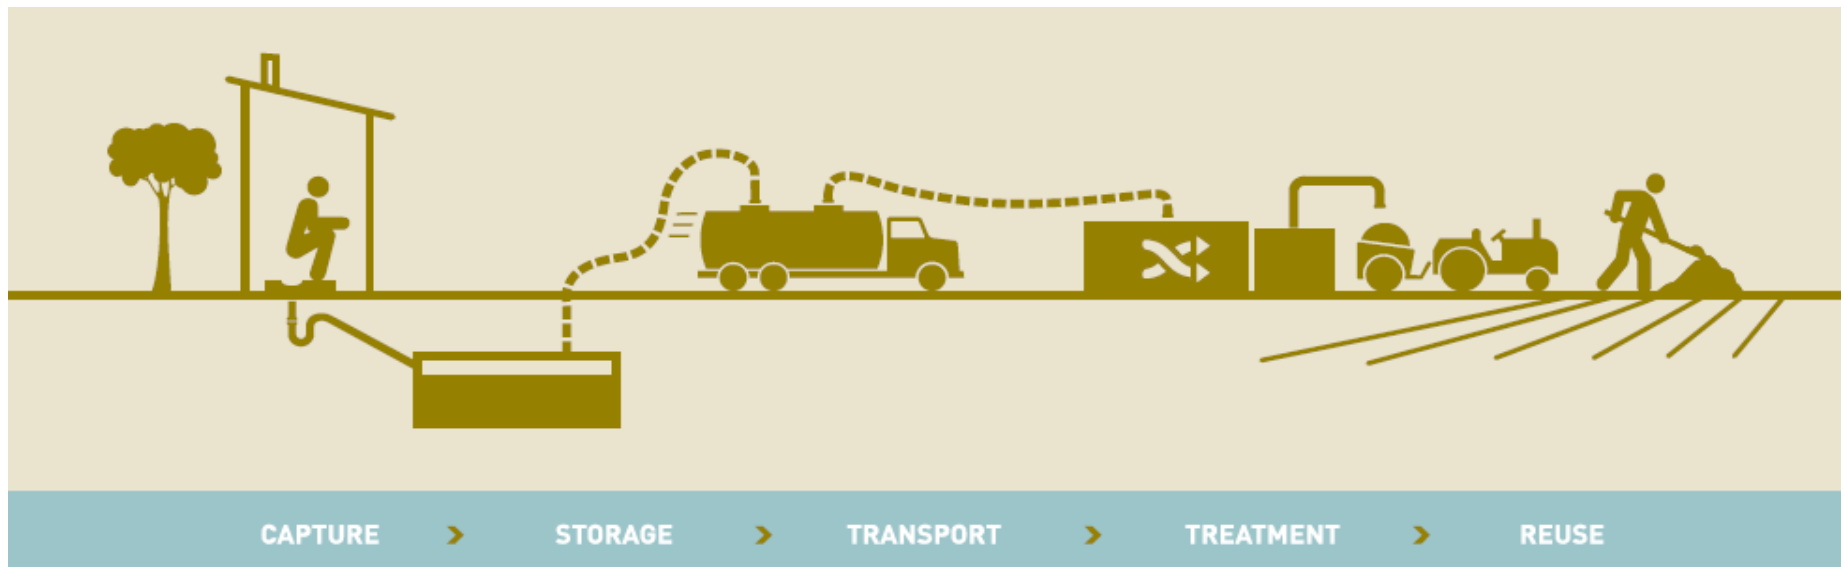 CAPTURE > STORAGE > TRANSPORT > TREATMENT > REUSE